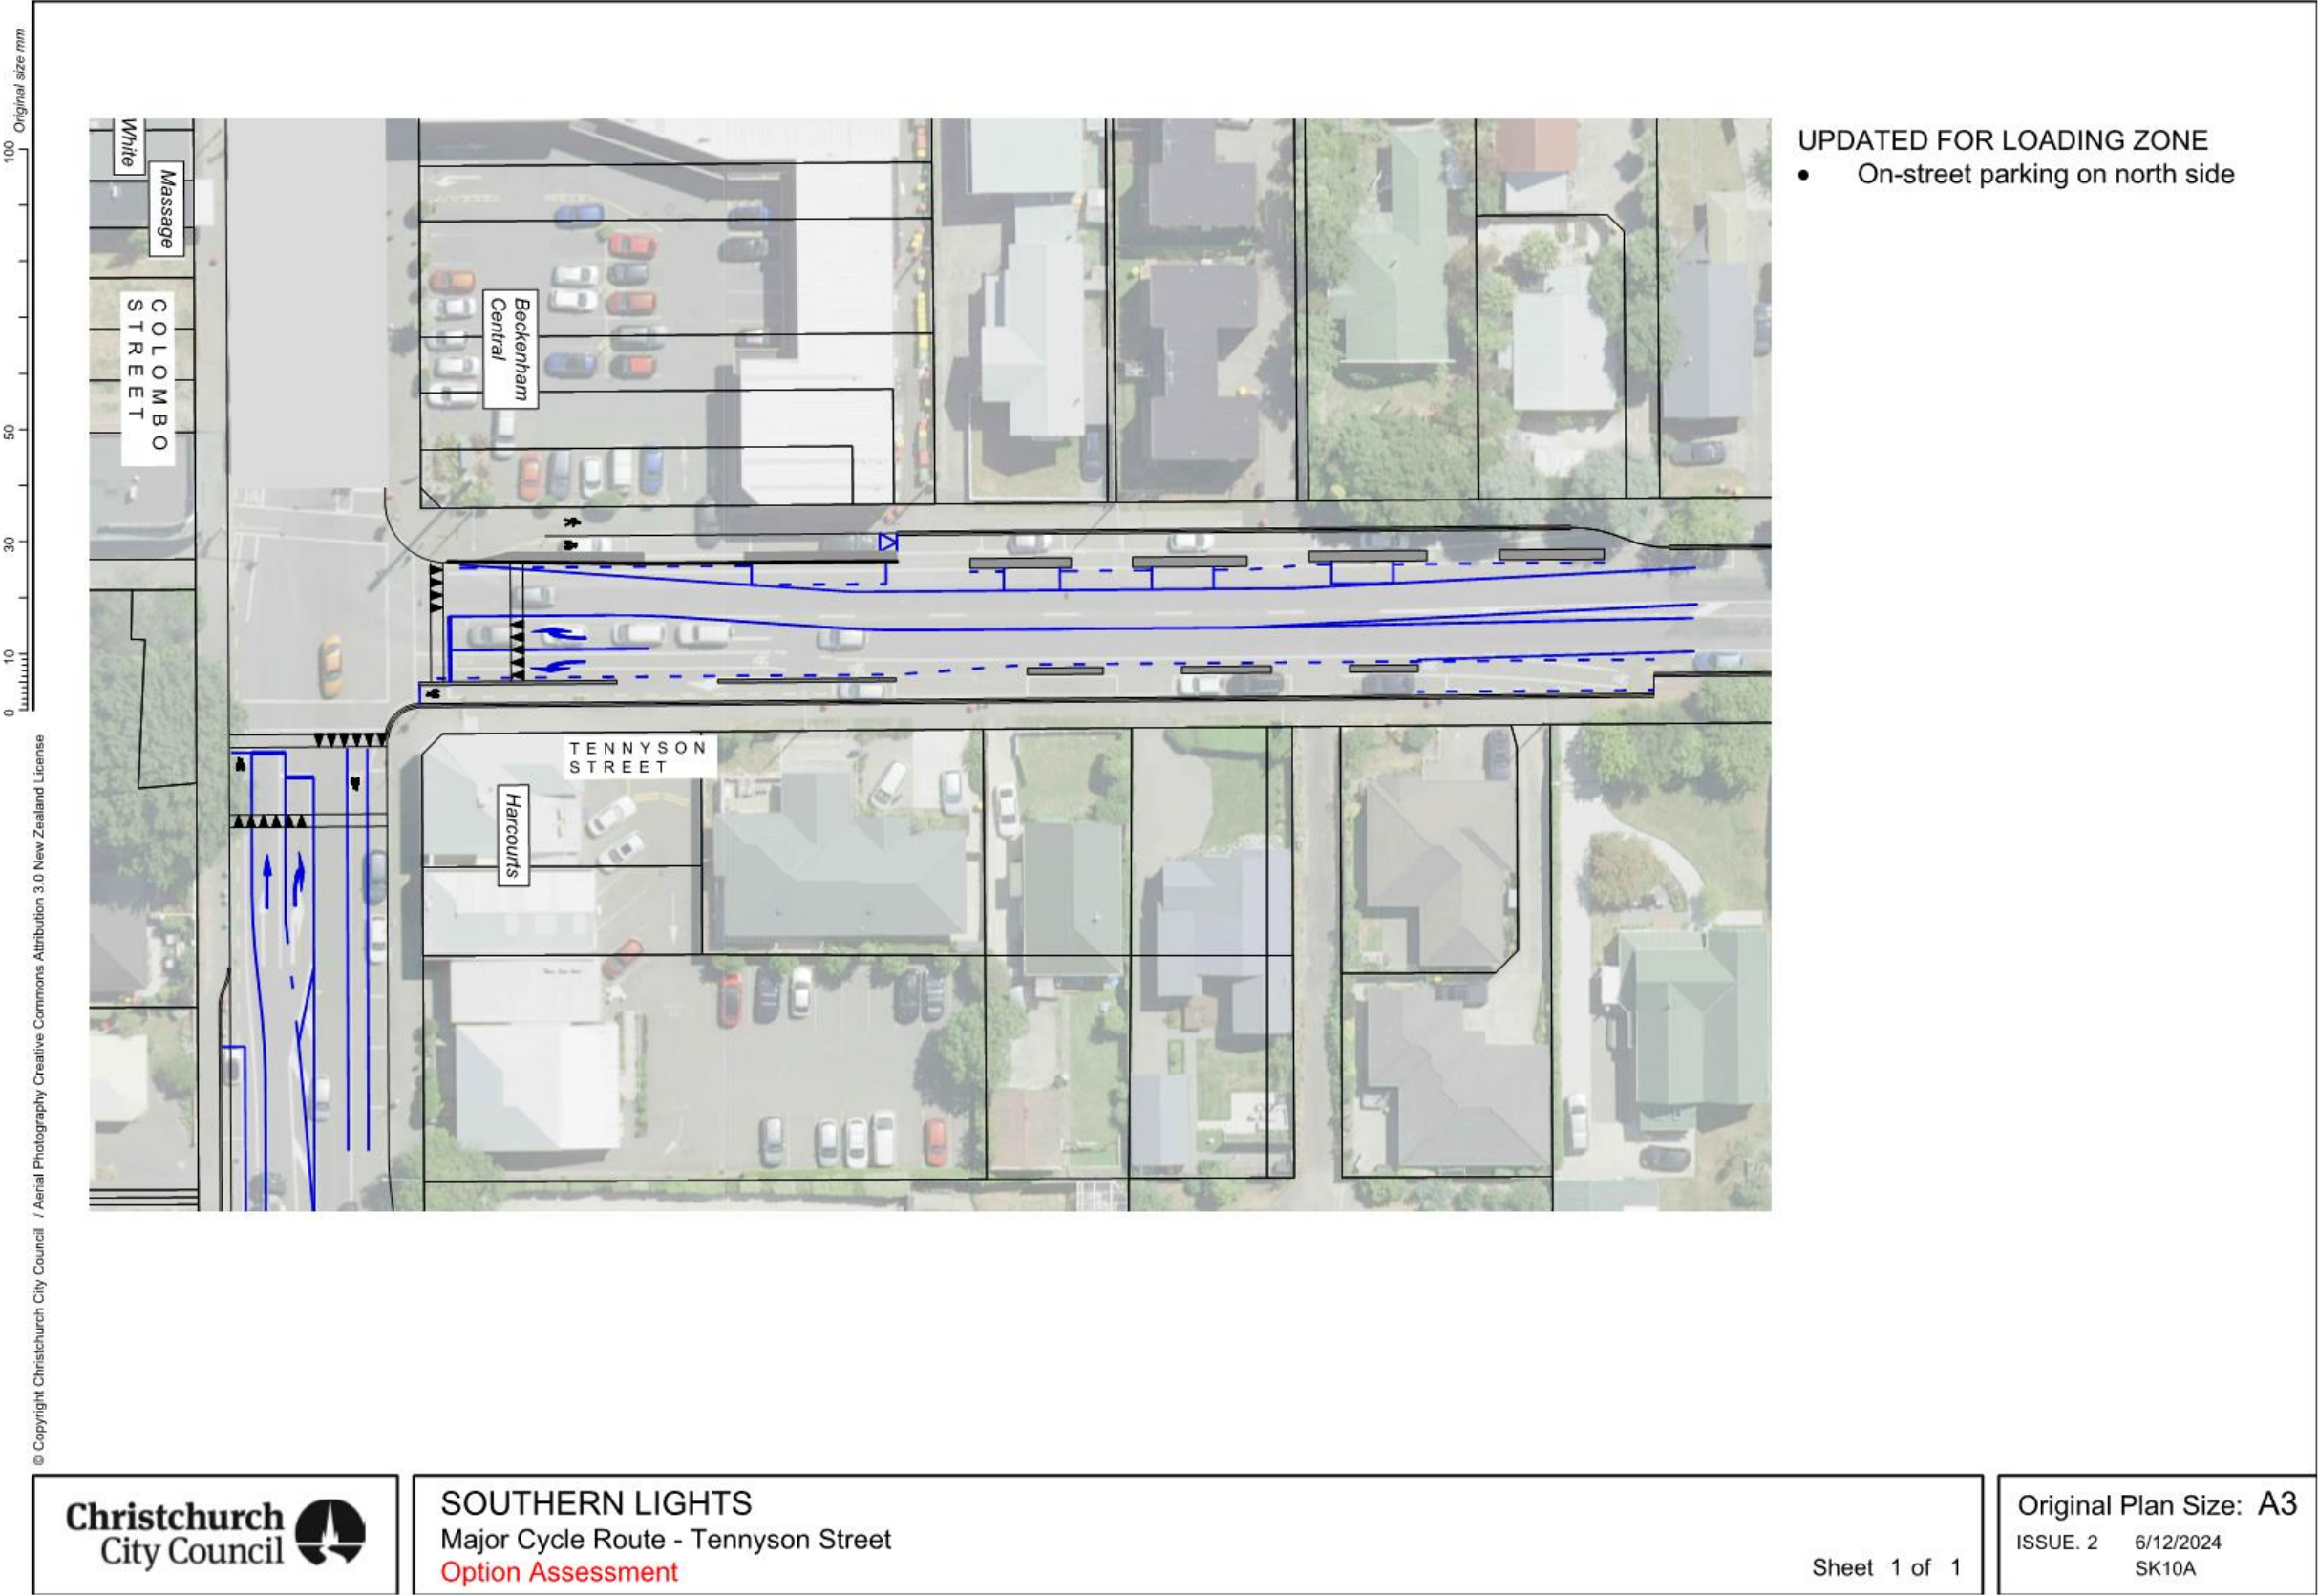 100 Original size mm
50
30
10
0
© Copyright Christchurch City Council / Aerial Photography Creative Commons Attribution 3.0 New Zealand License
White
Massage
COLOMBO
STREET
Beckenham
Central
UPDATED FOR LOADING ZONE
• On-street parking on north side
TENNYSON
STREET
Harcourts
Christchurch
City Council
SOUTHERN LIGHTS
Major Cycle Route - Tennyson Street
Option Assessment
Sheet 1 of 1
Original Plan Size: A3
ISSUE. 2 6/12/2024
SK10A